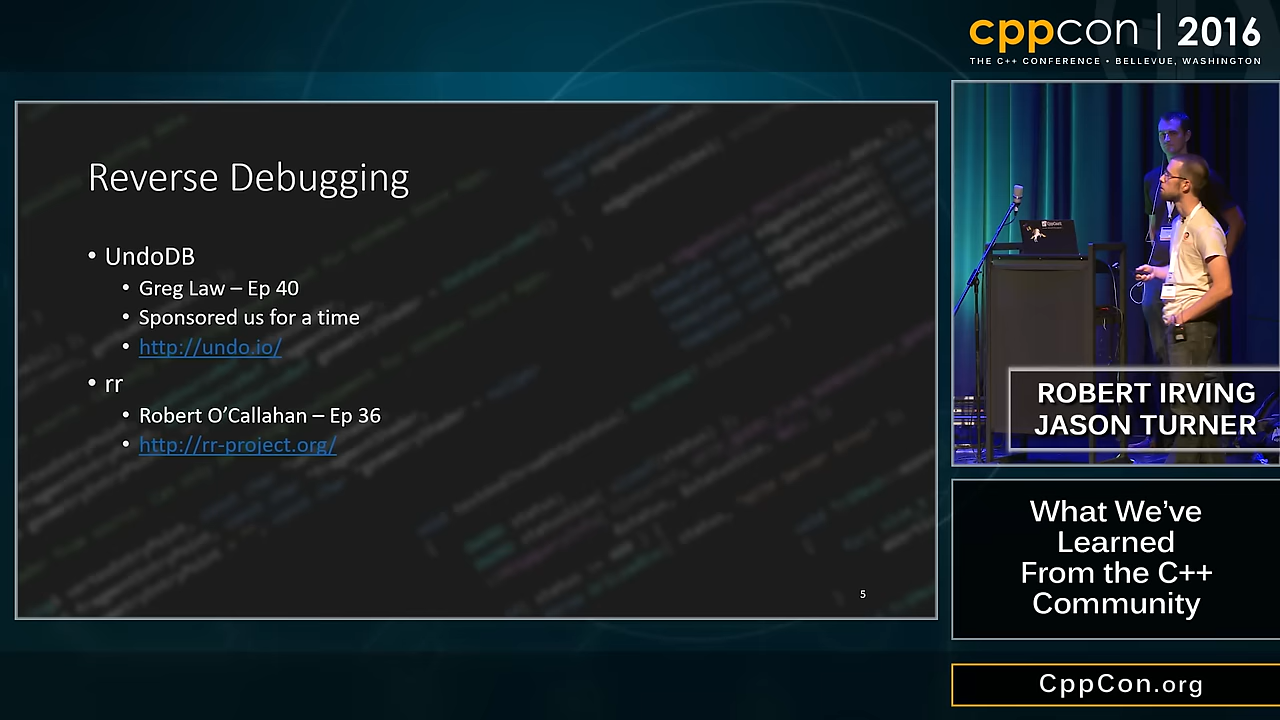 cppcon | 2016
THE C++ CONFERENCE • BELLEVUE, WASHINGTON
Reverse Debugging
• UndoDB
• Greg Law – Ep 40
• Sponsored us for a time
• http://undo.io/
• rr
• Robert O’Callahan – Ep 36
• http://rr-project.org/
5
ROBERT IRVING
JASON TURNER
What We’ve
Learned
From the C++
Community
CppCon.org